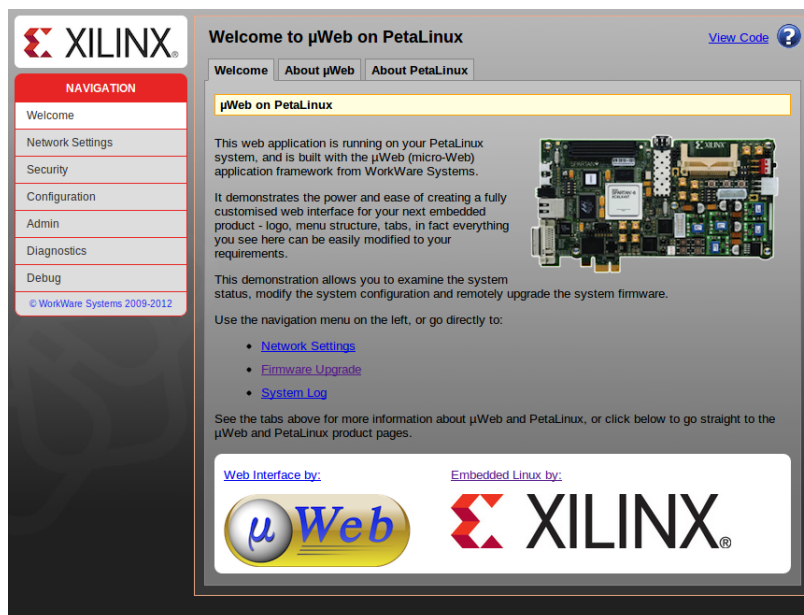 XILINX®
Welcome to µWeb on PetaLinux
View Code ?
Welcome About µWeb About PetaLinux
NAVIGATION
Welcome
Network Settings
Security
Configuration
Admin
Diagnostics
Debug
© WorkWare Systems 2009-2012
µWeb on PetaLinux
This web application is running on your PetaLinux
system, and is built with the µWeb (micro-Web)
application framework from WorkWare Systems.
It demonstrates the power and ease of creating a fully
customised web interface for your next embedded
product - logo, menu structure, tabs, in fact everything
you see here can be easily modified to your
requirements.
XILINX
This demonstration allows you to examine the system
status, modify the system configuration and remotely upgrade the system firmware.
Use the navigation menu on the left, or go directly to:
• Network Settings
• Firmware Upgrade
• System Log
See the tabs above for more information about µWeb and PetaLinux, or click below to go straight to the
µWeb and PetaLinux product pages.
Web Interface by:
µWeb
Embedded Linux by:
XILINX®